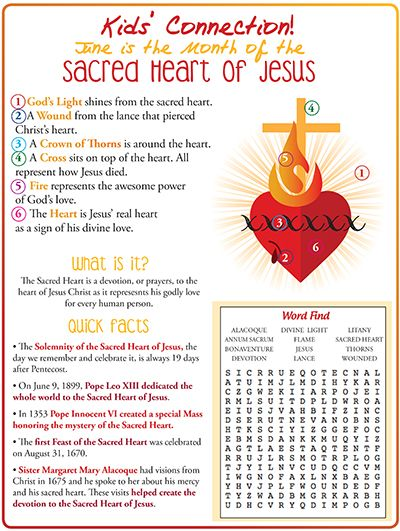 Kids' Connection!
June is the Month of the
Sacred Heart of Jesus
1 God's Light shines from the sacred heart.
2 A Wound from the lance that pierced
Christ's heart.
3 A Crown of Thorns is around the heart.
4 A Cross sits on top of the heart. All
represent how Jesus died.
5 Fire represents the awesome power
of God's love.
6 The Heart is Jesus' real heart
as a sign of his divine love.
4
5
1
3
6
2
What is it?
The Sacred Heart is a devotion, or prayers, to the
heart of Jesus Christ as it represesnts his godly love
for every human person.
Quick Facts
• The Solemnity of the Sacred Heart of Jesus, the
day we remember and celebrate it, is always 19 days
after Pentecost.
• On June 9, 1899, Pope Leo XIII dedicated the
whole world to the Sacred Heart of Jesus.
• In 1353 Pope Innocent VI created a special Mass
honoring the mystery of the Sacred Heart.
• The first Feast of the Sacred Heart was celebrated
on August 31, 1670.
• Sister Margaret Mary Alacoque had visions from
Christ in 1675 and he spoke to her about his mercy
and his sacred heart. These visits helped create the
devotion to the Sacred Heart of Jesus.
Word Find
ALACOQUE DIVINE LIGHT LITANY
ANNUM SACRUM FLAME SACRED HEART
BONAVENTURE JESUS THORNS
DEVOTION LANCE WOUNDED
S I C R R U E Q O T E C N A L
A T U I M J L M D I H Y K A R
C Z G W E K I I A R P O J E Z
R M L S U I T D P L D W R O A
E I U S J V A H B I F Z I N C
D S E R U T N E V A N O B N S
H T K S C I Y I Z G G E F O C
E B M S D A N K K M U Q Y I Z
A G T L A E S T A Q T E N T F
R R U J L R S K T R O G P O L
T J Y I L N V C U D Q C C V M
I W G N O F A X L N X B A E G
Y H V J P L F W O U N D E D F
T Y Z W A D B M G R K B H A R
U D H C V R Y Q D I D X M O P